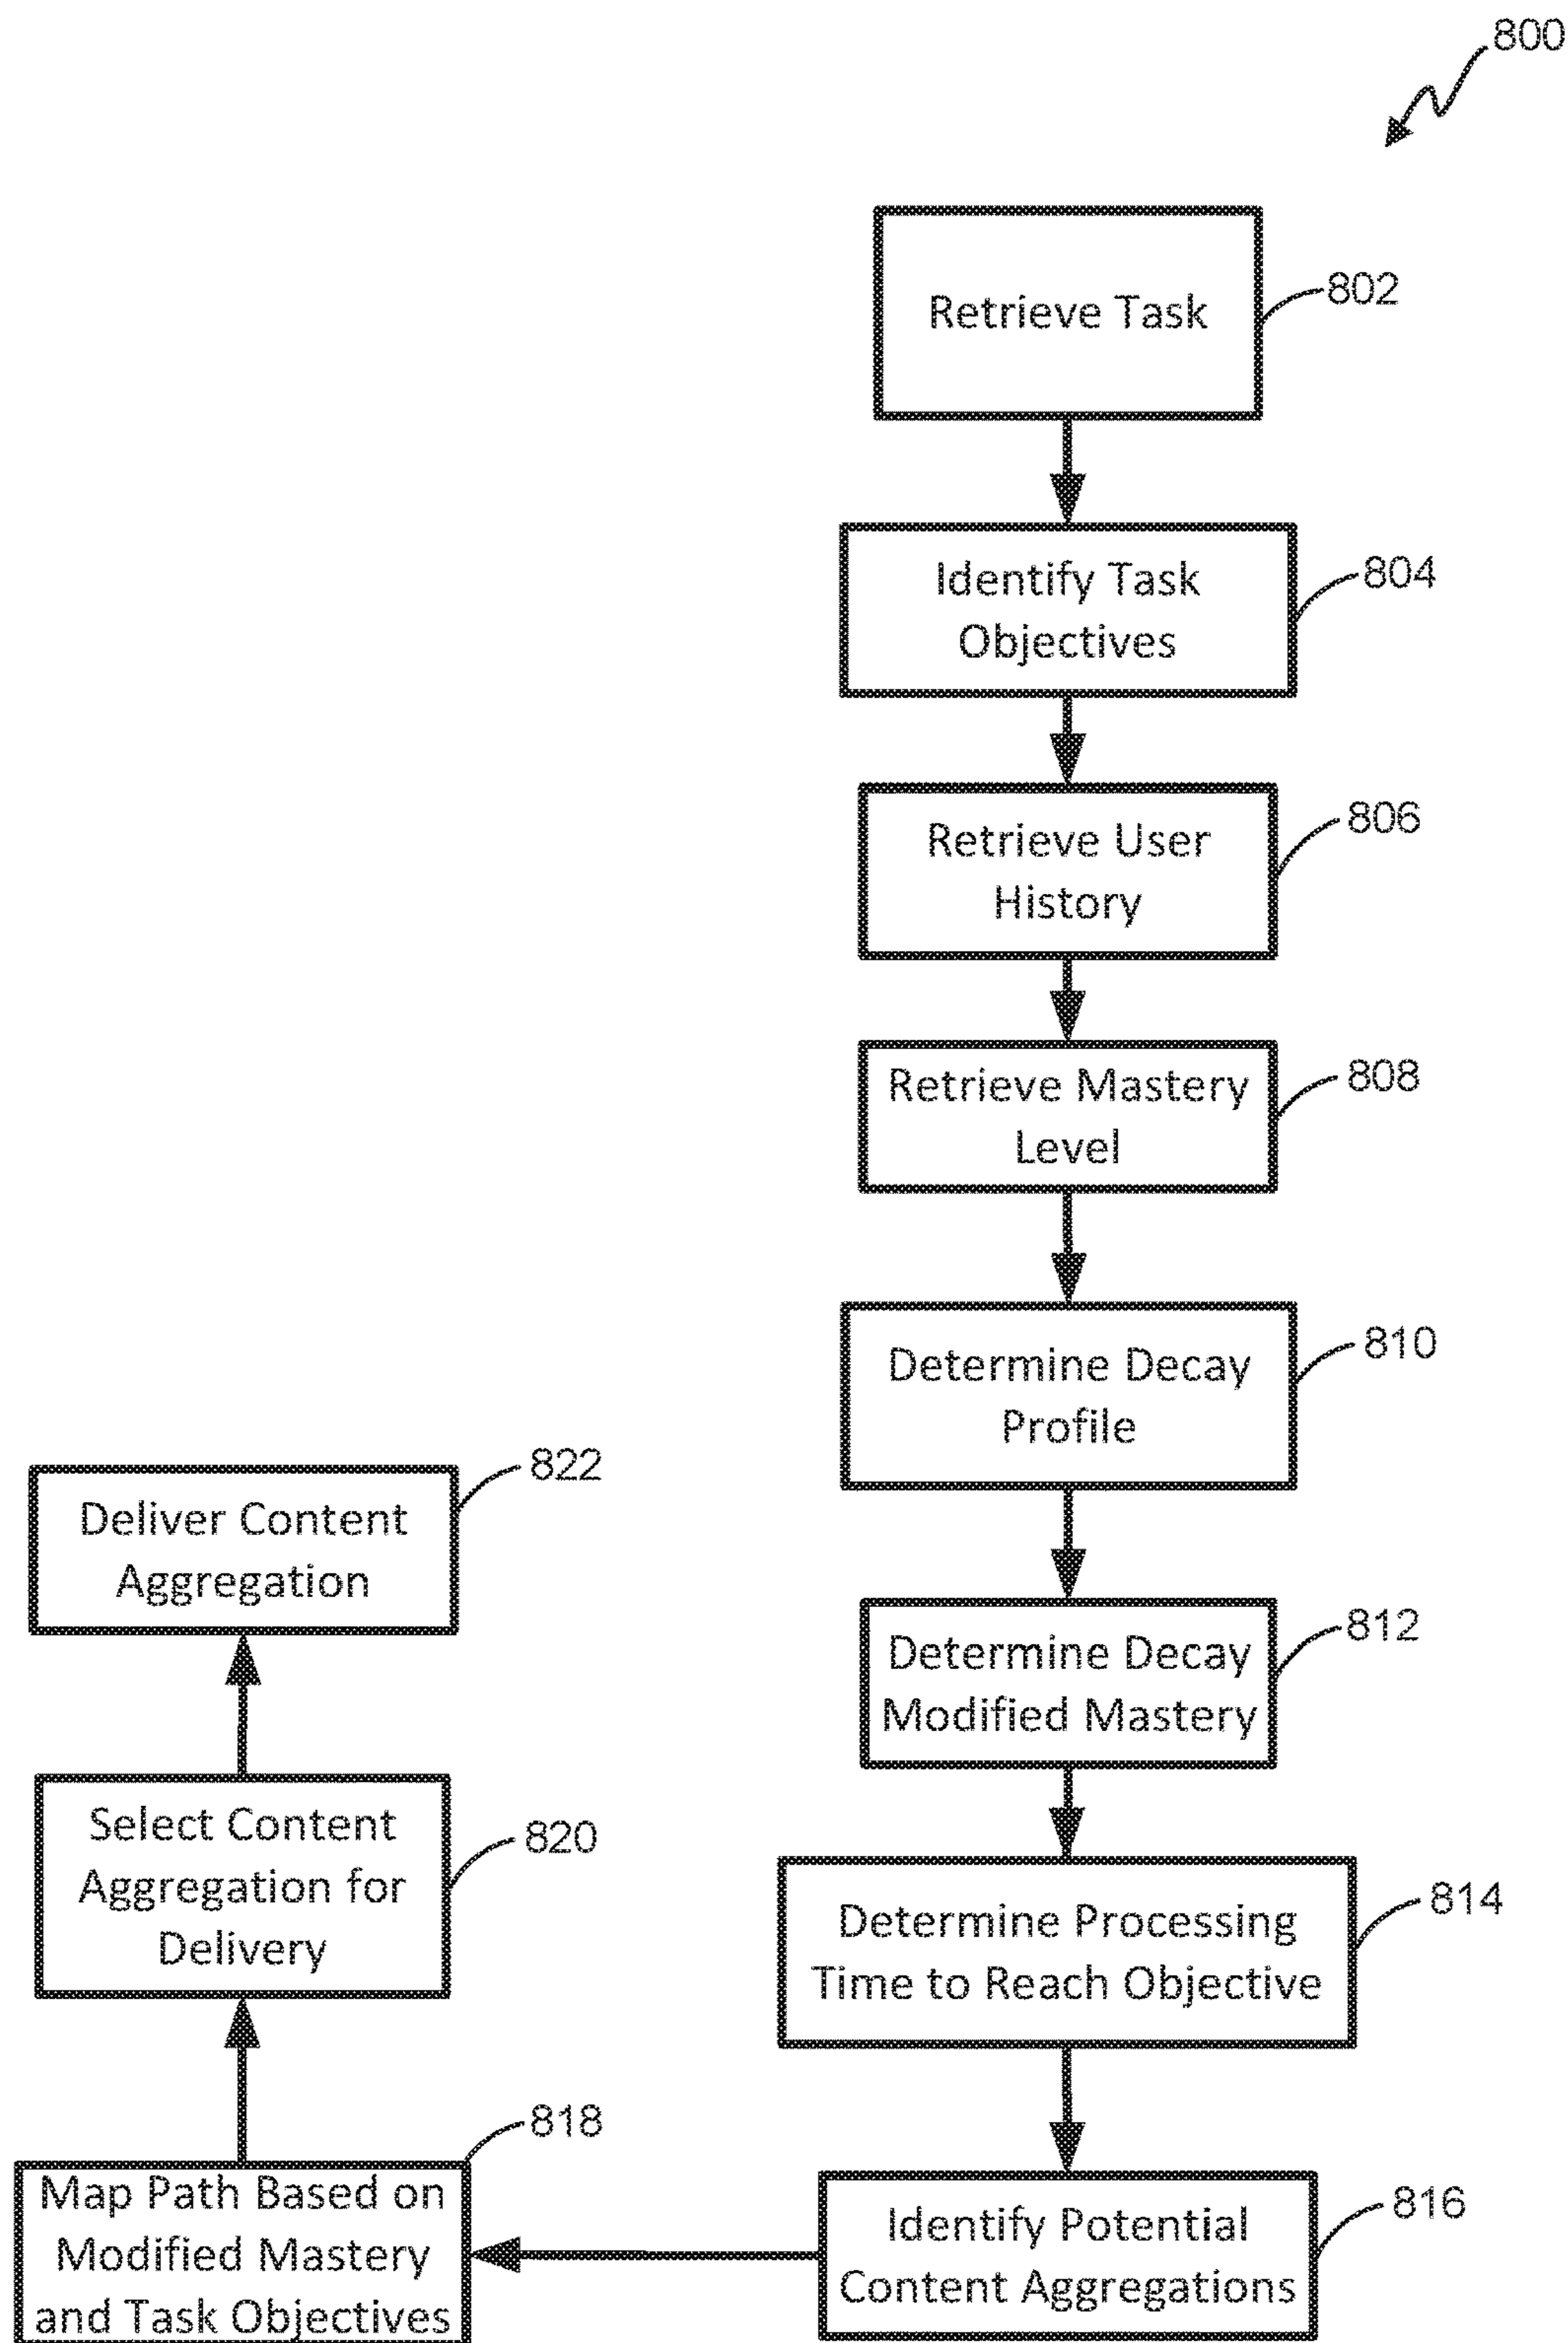 800
Retrieve Task
802
Identify Task
Objectives
804
Retrieve User
History
806
Retrieve Mastery
Level
808
Determine Decay
Profile
810
Determine Decay
Modified Mastery
812
Determine Processing
Time to Reach Objective
814
Identify Potential
Content Aggregations
816
Map Path Based on
Modified Mastery
and Task Objectives
818
Select Content
Aggregation for
Delivery
820
Deliver Content
Aggregation
822